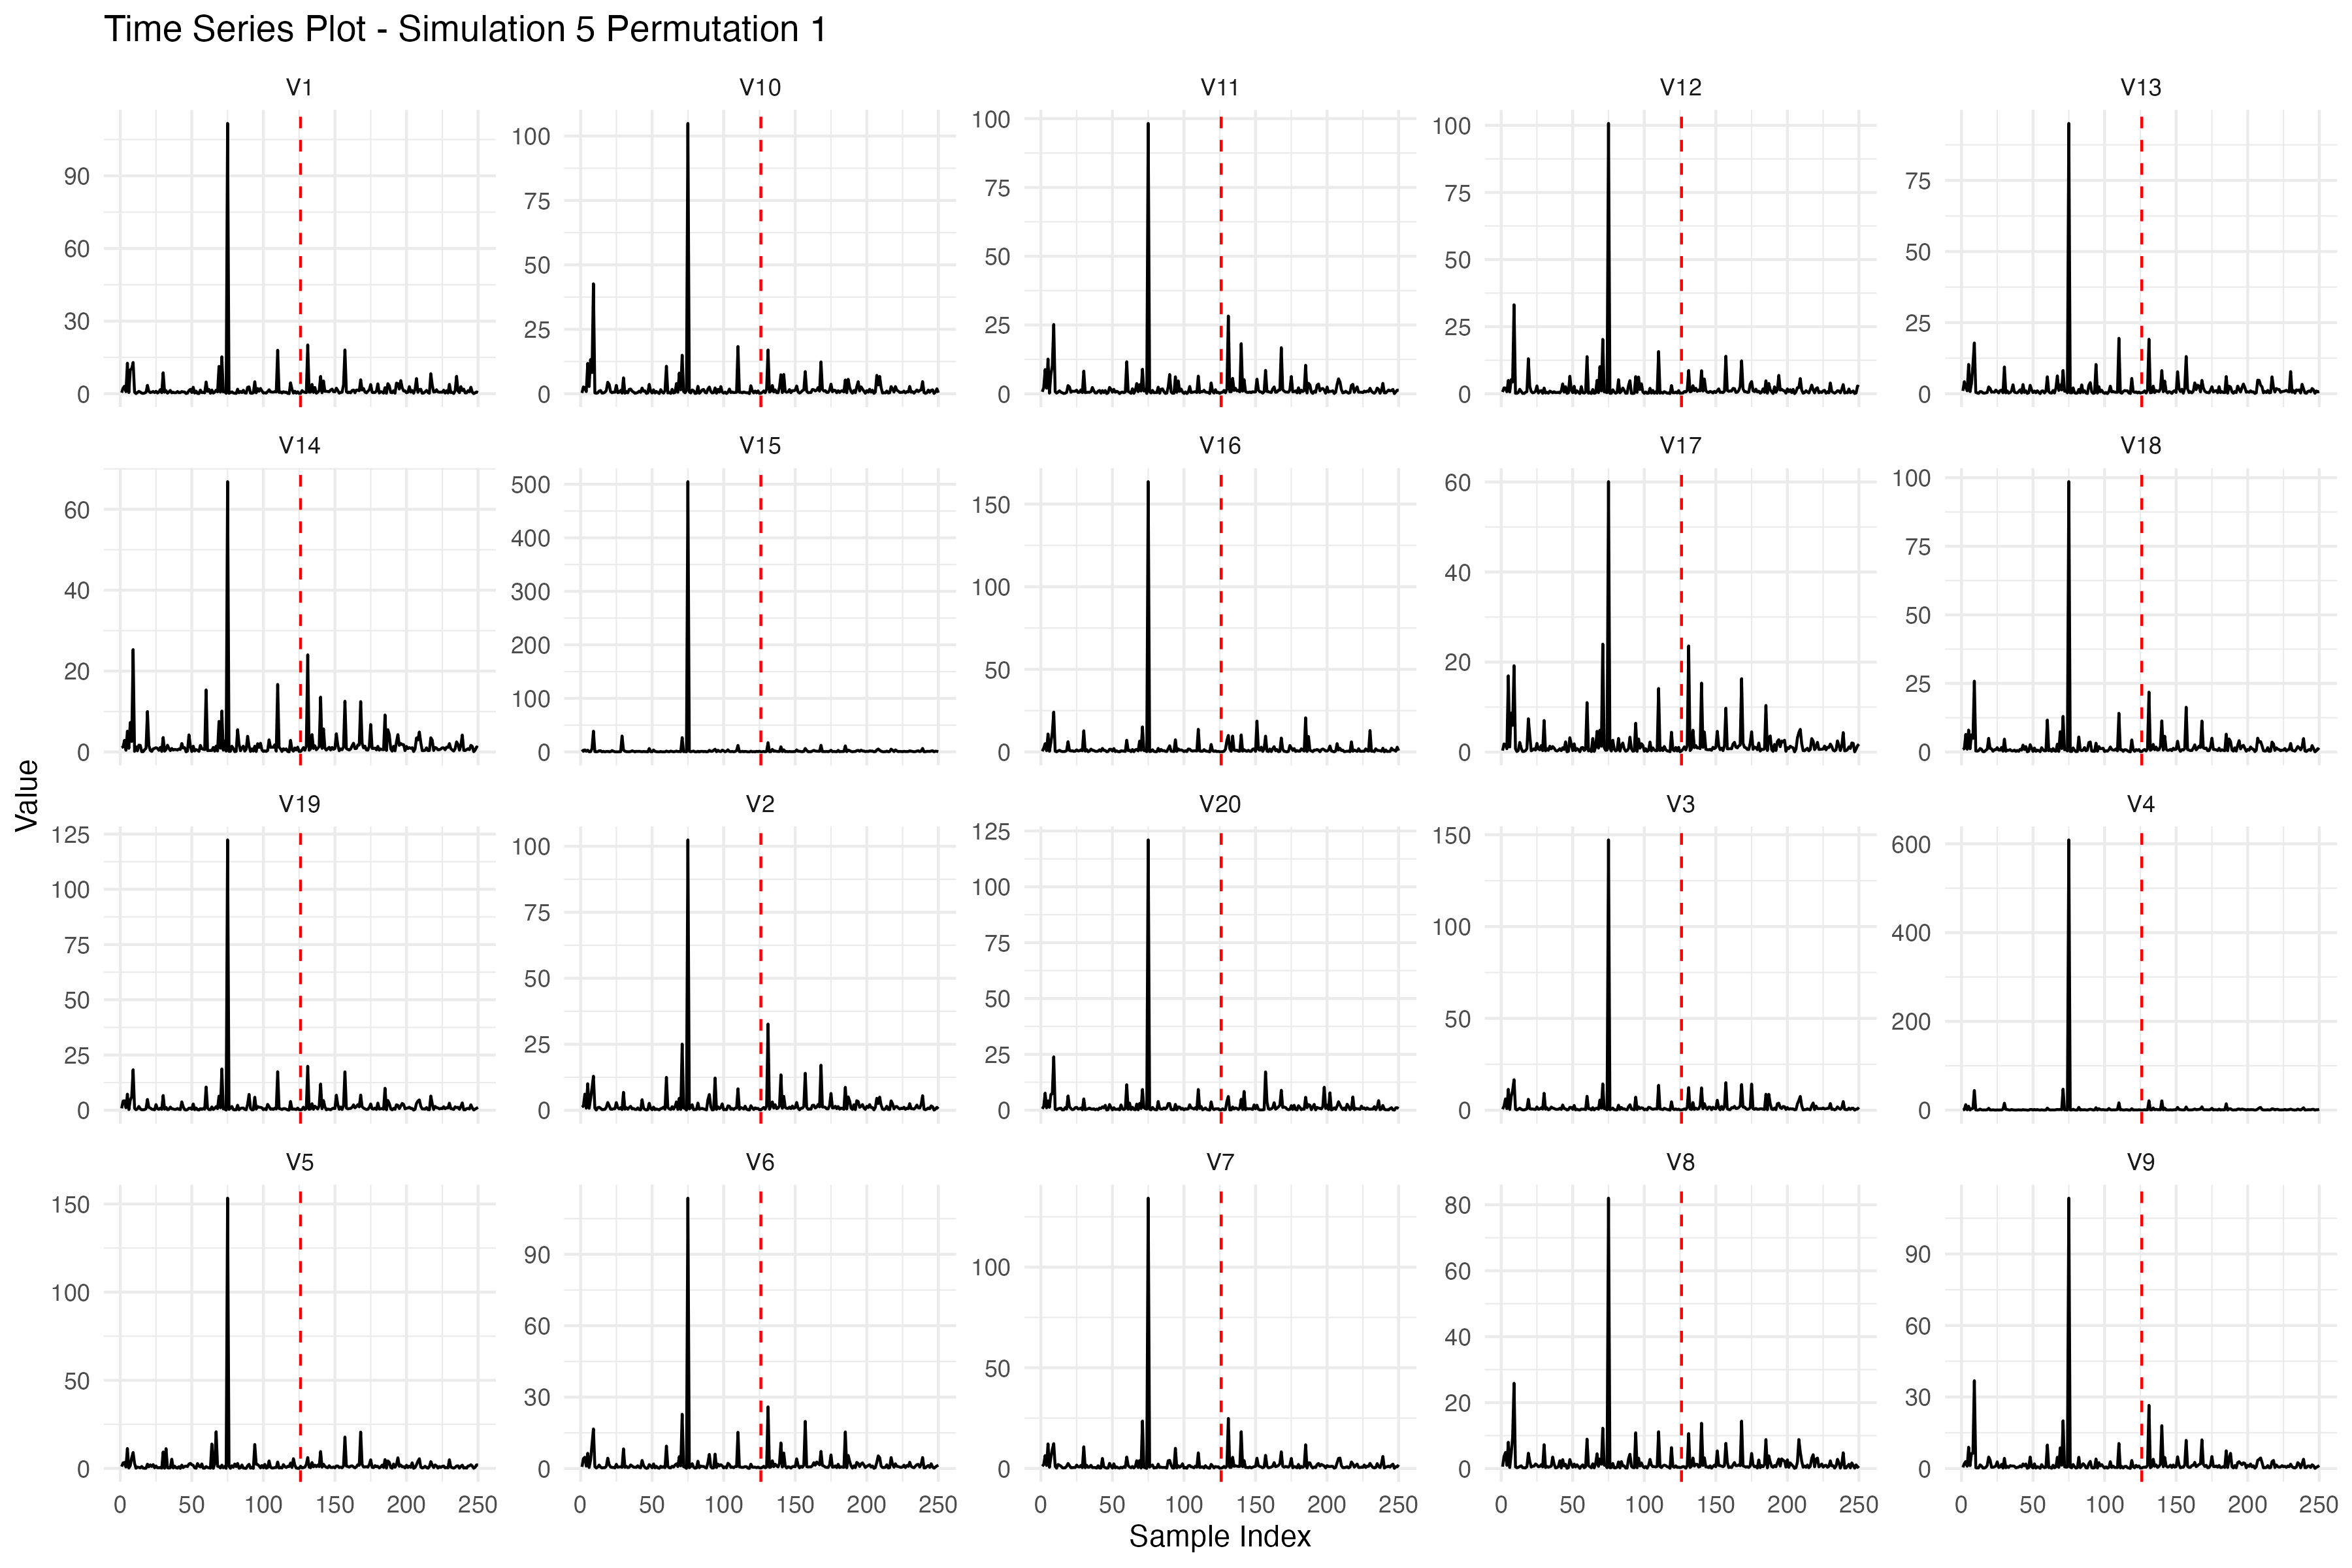 Time Series Plot - Simulation 5 Permutation 1
V1 V10 V11 V12 V13
90 60 30 0
100 75 50 25 0
100 75 50 25 0
100 75 50 25 0
75 50 25 0
V14 V15 V16 V17 V18
60 40 20 0
500 400 300 200 100 0
150 100 50 0
60 40 20 0
100 75 50 25 0
Value
V19 V2 V20 V3 V4
125 100 75 50 25 0
100 75 50 25 0
125 100 75 50 25 0
150 100 50 0
600 400 200 0
V5 V6 V7 V8 V9
150 100 50 0
90 60 30 0
100 50 0
80 60 40 20 0
90 60 30 0
0 50 100 150 200 250 0 50 100 150 200 250 0 50 100 150 200 250 0 50 100 150 200 250 0 50 100 150 200 250
Sample Index